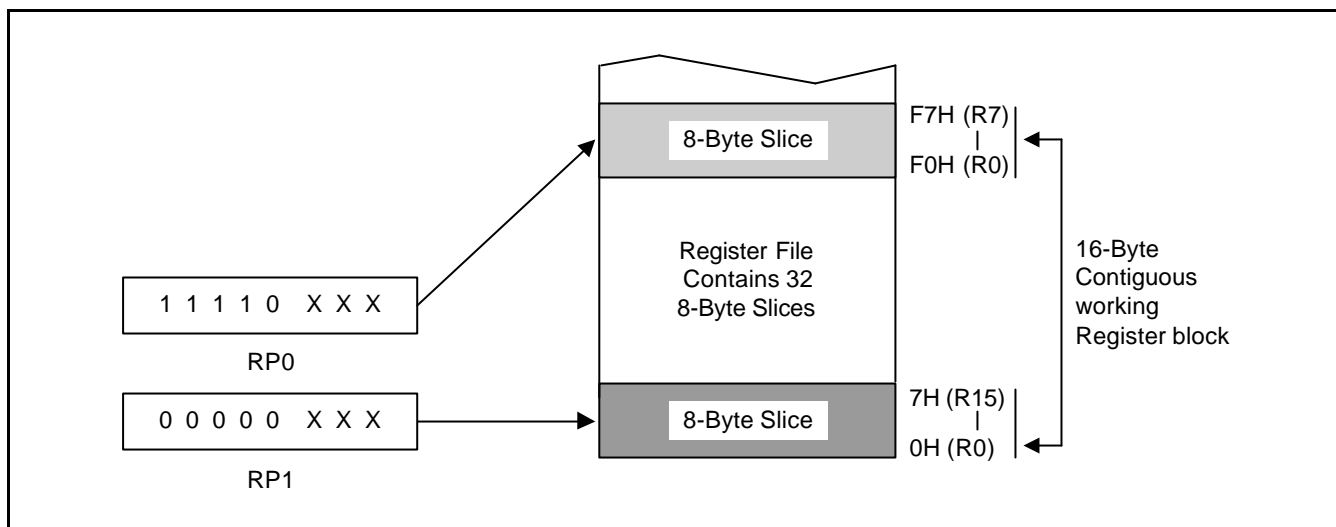 8-Byte Slice
F7H (R7)
F0H (R0)
Register File
Contains 32
8-Byte Slices
16-Byte
Contiguous
working
Register block
1 1 1 1 0 X X X
RP0
0 0 0 0 0 X X X
RP1
8-Byte Slice
7H (R15)
0H (R0)